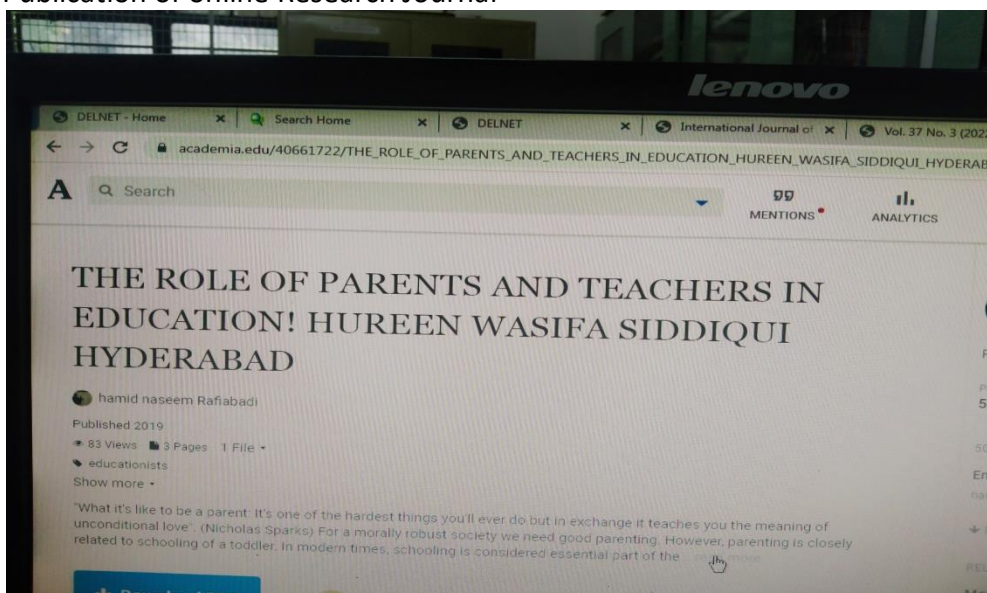 Publication of online Research Journal
lenovo
DELNET - Home
Search Home
DELNET
International Journal of
Vol. 37 No. 3 (202
academia.edu/40661722/THE_ROLE_OF_PARENTS_AND_TEACHERS_IN_EDUCATION_HUREEN_WASIFA_SIDDIQUI_HYDERAB
A Search
MENTIONS
ANALYTICS
THE ROLE OF PARENTS AND TEACHERS IN
EDUCATION! HUREEN WASIFA SIDDIQUI
HYDERABAD
hamid naseem Rafiabadi
Published 2019
83 Views 3 Pages 1 File
educationists
Show more
"What it's like to be a parent: It's one of the hardest things you'll ever do but in exchange it teaches you the meaning of
unconditional love". (Nicholas Sparks) For a morally robust society we need good parenting. However, parenting is closely
related to schooling of a toddler. In modern times, schooling is considered essential part of the ... read more